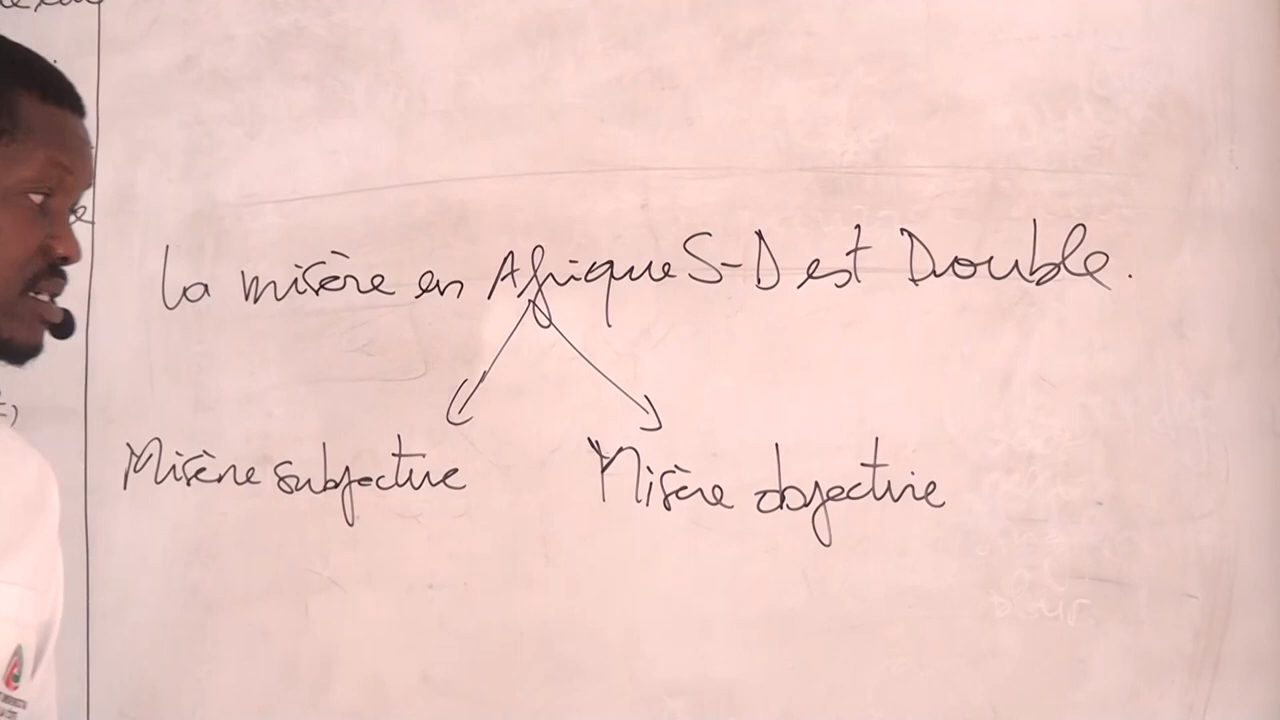 La misère en Afrique S-D est Double.
Misère subjective
Misère objective